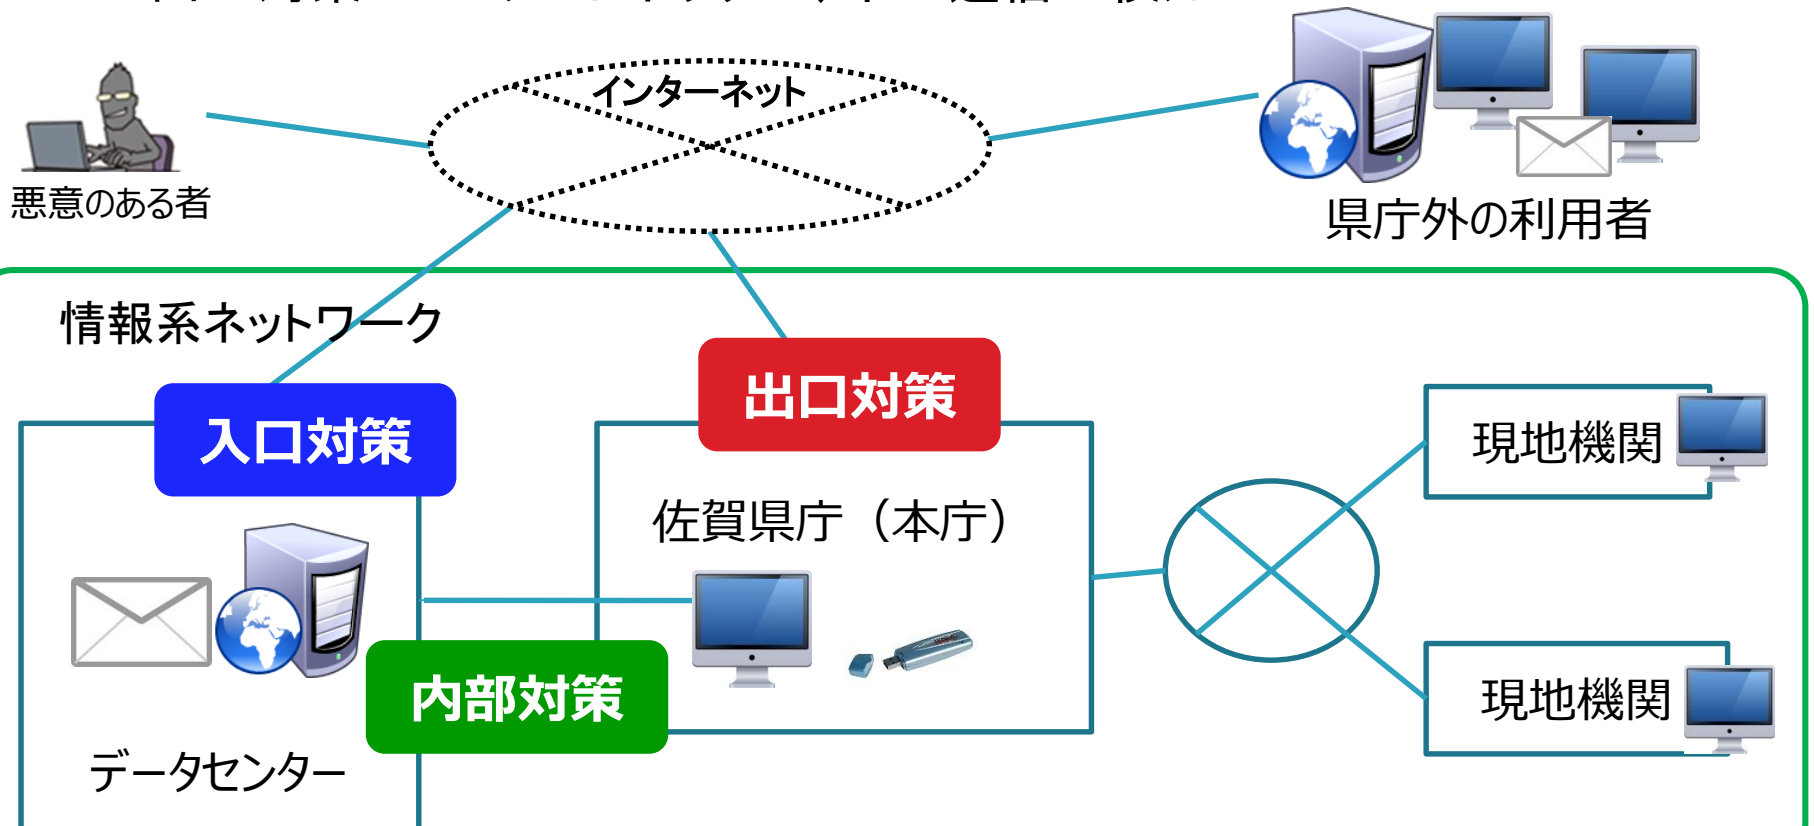 インターネット
悪意のある者
県庁外の利用者
情報系ネットワーク
出口対策
入口対策
現地機関
佐賀県庁（本庁）
内部対策
現地機関
データセンター